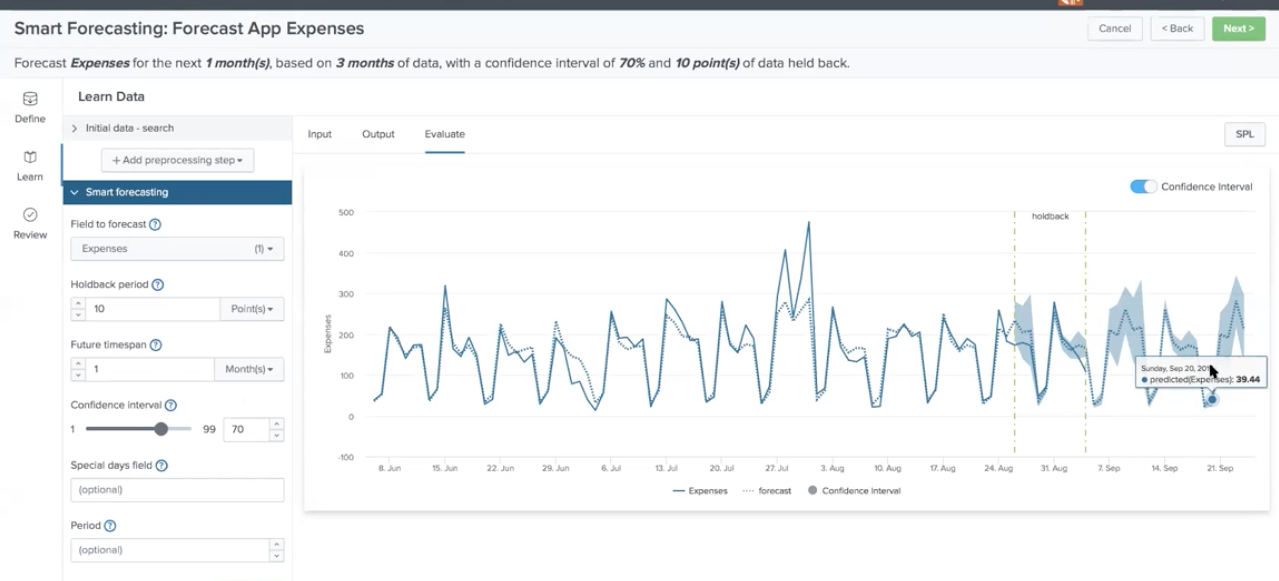 Smart Forecasting: Forecast App Expenses
Cancel
< Back
Next >
Forecast Expenses for the next 1 month(s), based on 3 months of data, with a confidence interval of 70% and 10 point(s) of data held back.
Define
Learn
Review
Learn Data
Initial data - search
+ Add preprocessing step
Smart forecasting
Field to forecast ?
Expenses (1)
Holdback period ?
10 Point(s)
Future timespan ?
1 Month(s)
Confidence interval ?
1 99 70
Special days field ?
(optional)
Period ?
(optional)
Input Output Evaluate
SPL
Confidence Interval
holdback
Expenses
500
400
300
200
100
0
-100
8. Jun 15. Jun 22. Jun 29. Jun 6. Jul 13. Jul 20. Jul 27. Jul 3. Aug 10. Aug 17. Aug 24. Aug 31. Aug 7. Sep 14. Sep 21. Sep
Sunday, Sep 20,
predicted(Expenses): 39.44
Expenses forecast Confidence Interval